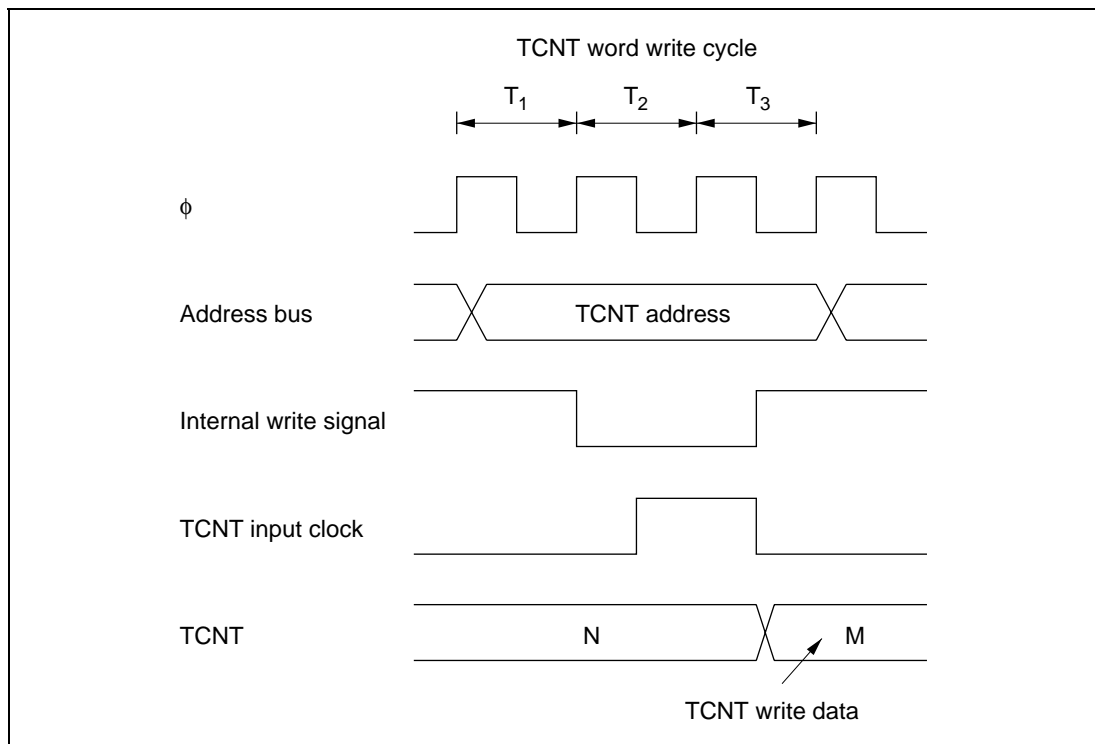 TCNT word write cycle
T1 T2 T3
ϕ
Address bus
TCNT address
Internal write signal
TCNT input clock
TCNT
N
M
TCNT write data